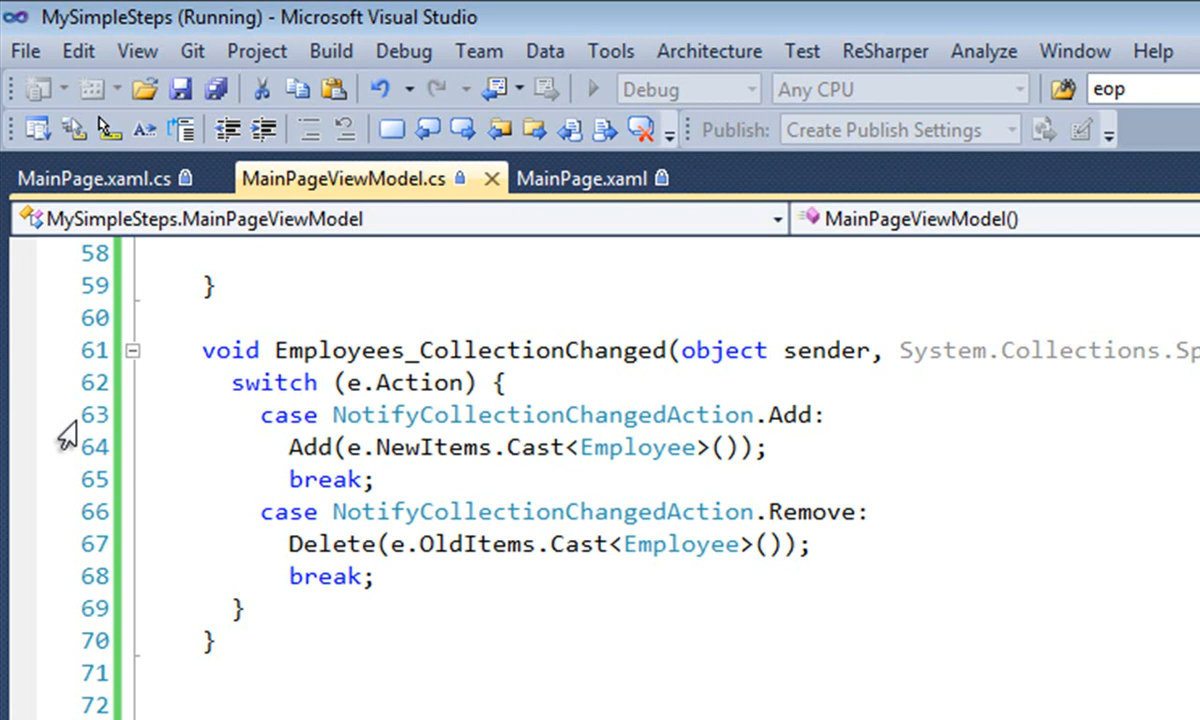 MySimpleSteps (Running) - Microsoft Visual Studio
File Edit View Git Project Build Debug Team Data Tools Architecture Test ReSharper Analyze Window Help
Debug Any CPU eop
Publish: Create Publish Settings
MainPage.xaml.cs MainPageViewModel.cs MainPage.xaml
MySimpleSteps.MainPageViewModel MainPageViewModel()
58
59 }
60
61 void Employees_CollectionChanged(object sender, System.Collections.Sp
62 switch (e.Action) {
63 case NotifyCollectionChangedAction.Add:
64 Add(e.NewItems.Cast<Employee>());
65 break;
66 case NotifyCollectionChangedAction.Remove:
67 Delete(e.OldItems.Cast<Employee>());
68 break;
69 }
70 }
71
72